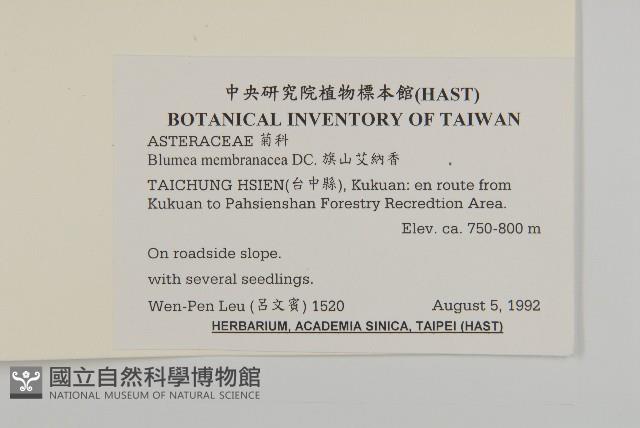 中央研究院植物標本館(HAST)
BOTANICAL INVENTORY OF TAIWAN
ASTERACEAE 菊科
Blumea membranacea DC. 旗山艾納香
TAICHUNG HSIEN(台中縣), Kukuan: en route from
Kukuan to Pahsienshan Forestry Recredtion Area.
Elev. ca. 750-800 m
On roadside slope.
with several seedlings.
Wen-Pen Leu (呂文賓) 1520 August 5, 1992
HERBARIUM, ACADEMIA SINICA, TAIPEI (HAST)
國立自然科學博物館
NATIONAL MUSEUM OF NATURAL SCIENCE